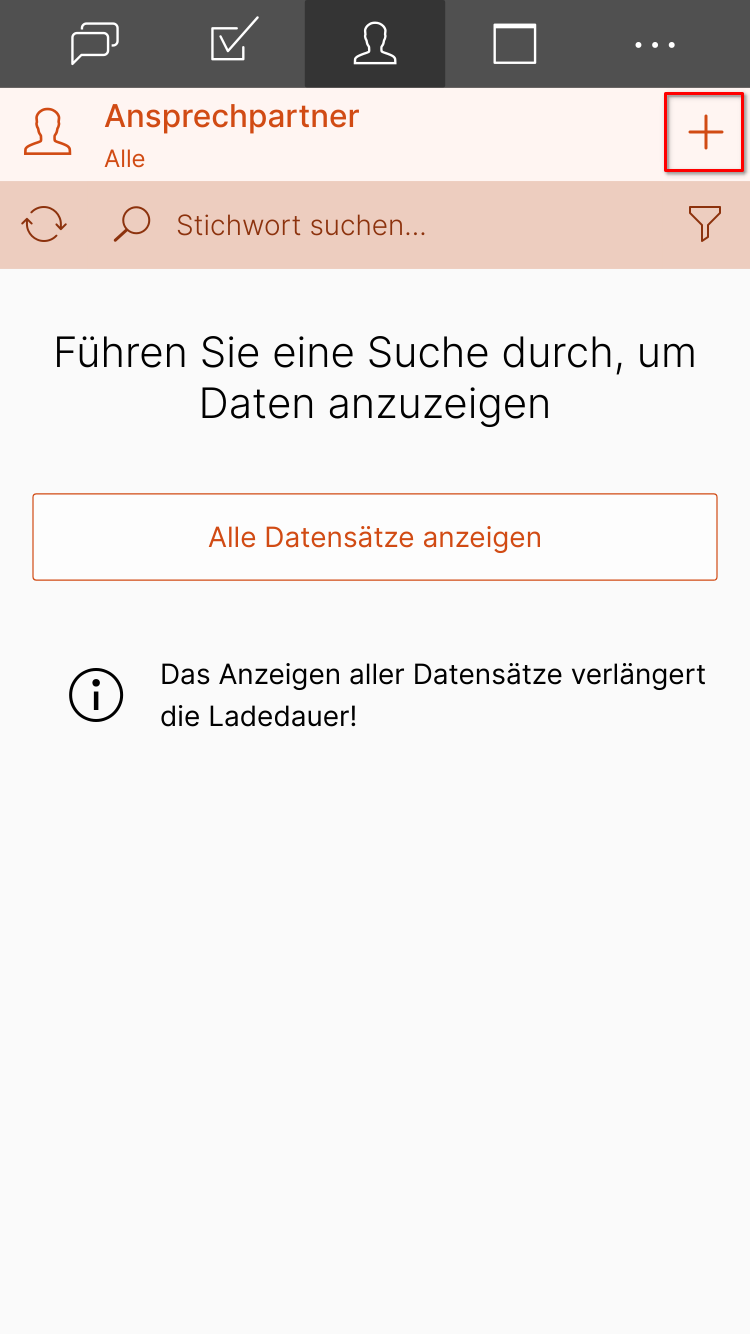 Ansprechpartner
Alle
Stichwort suchen...
Führen Sie eine Suche durch, um
Daten anzuzeigen
Alle Datensätze anzeigen
Das Anzeigen aller Datensätze verlängert
die Ladedauer!